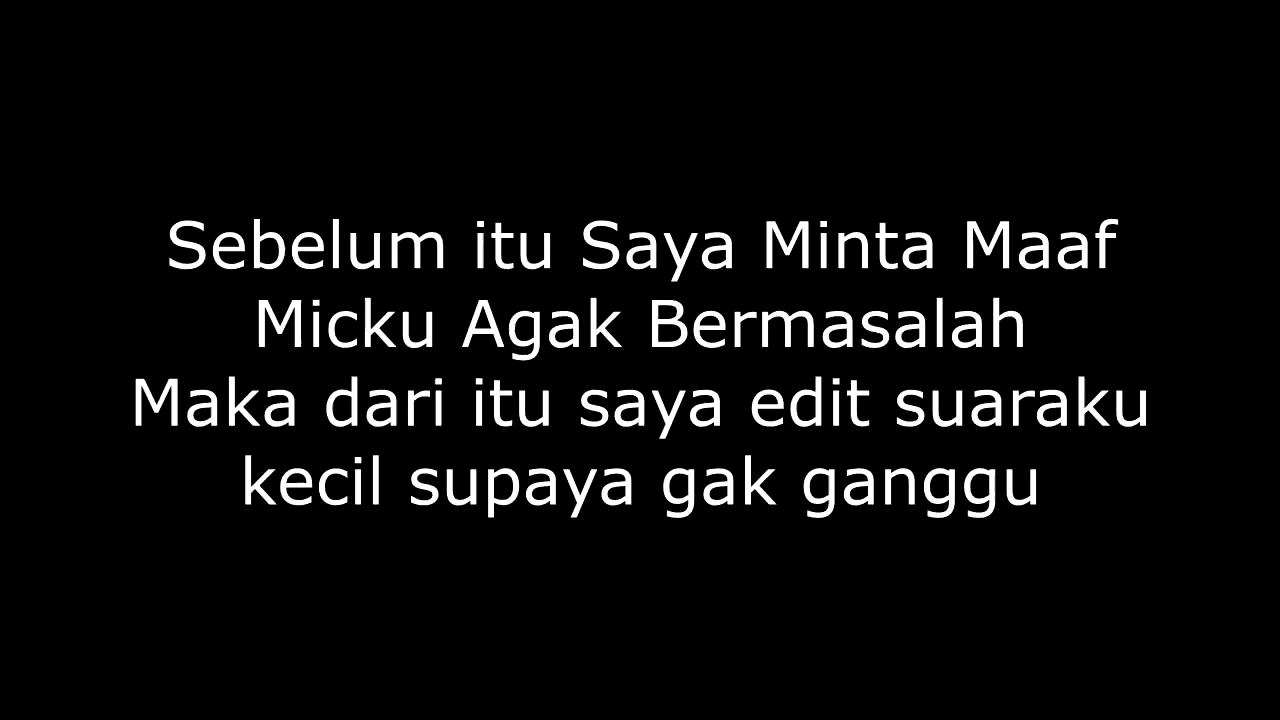 Sebelum itu Saya Minta Maaf
Micku Agak Bermasalah
Maka dari itu saya edit suaraku
kecil supaya gak ganggu